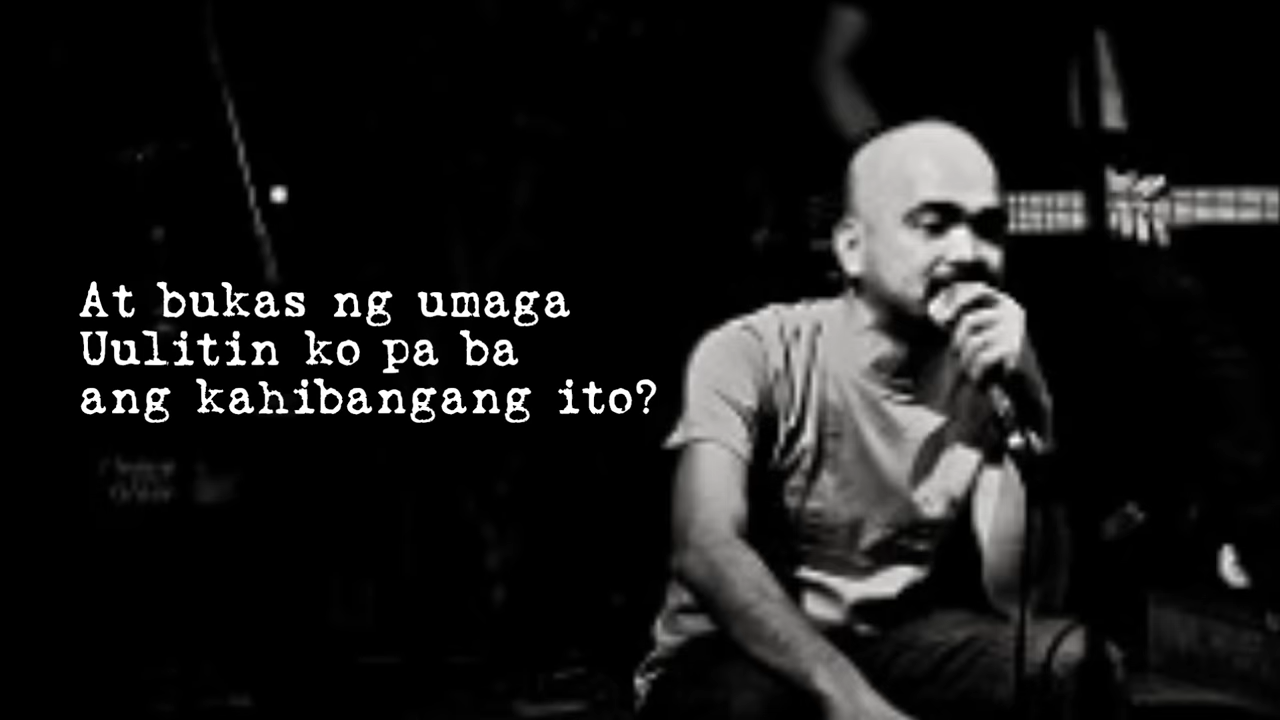 At bukas ng umaga
Uulitin ko pa ba
ang kahibangang ito?